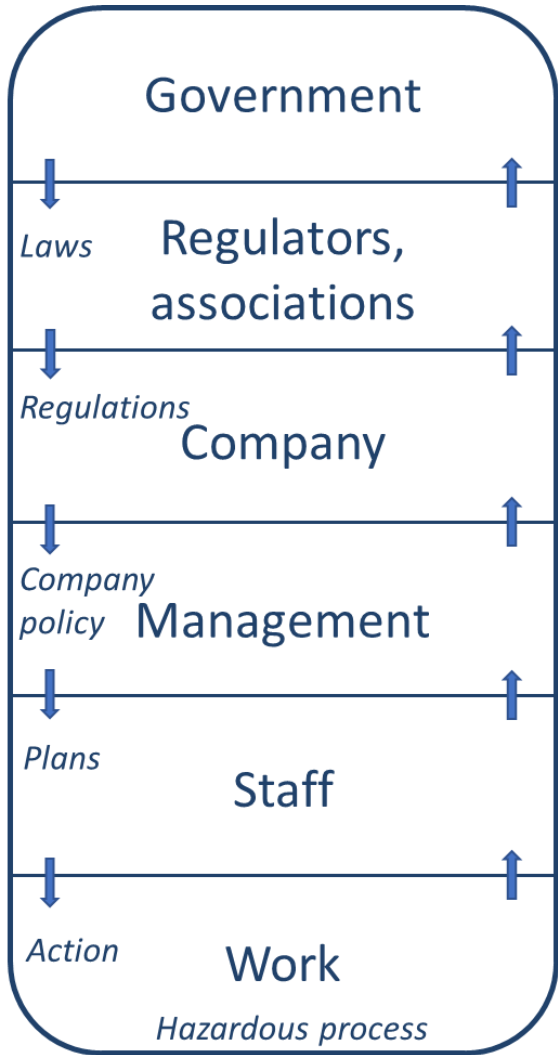 Government
Laws
Regulators,
associations
Regulations
Company
Company
policy
Management
Plans
Staff
Action
Work
Hazardous process